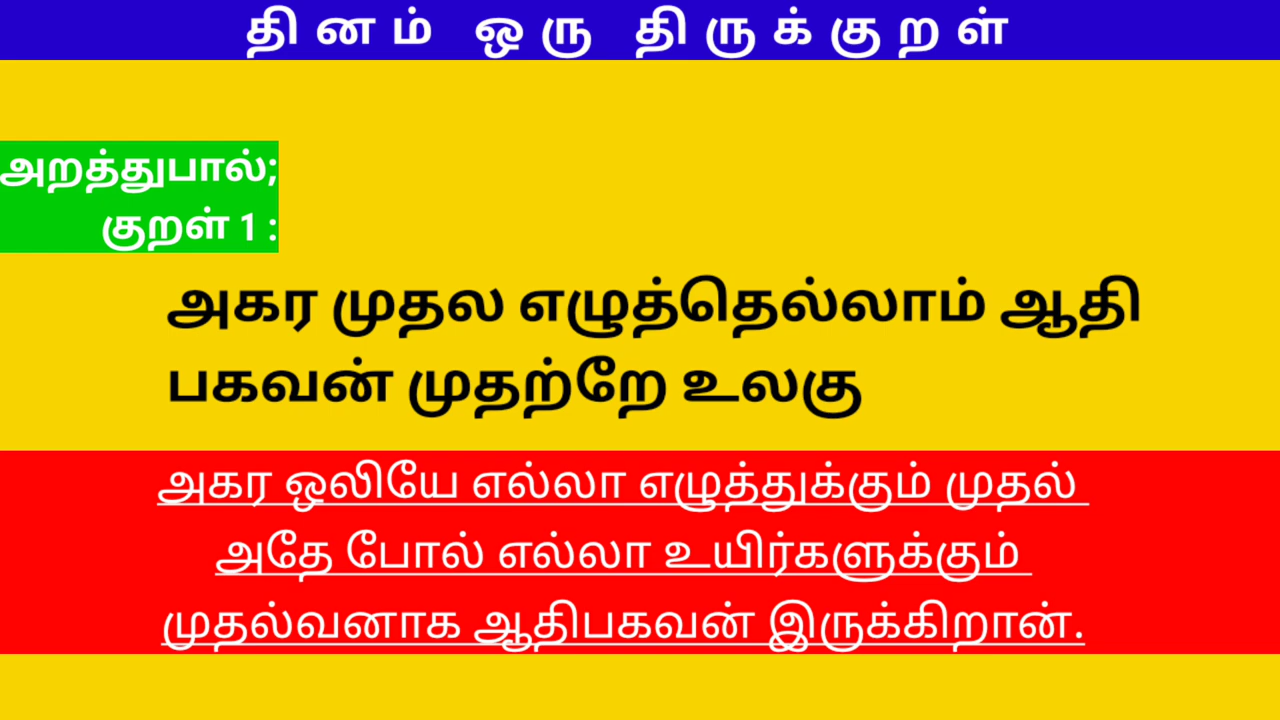 தினம் ஒரு திருக்குறள்
அறத்துபால்;
குறள் 1 :
அகர முதல எழுத்தெல்லாம் ஆதி
பகவன் முதற்றே உலகு
அகர ஒலியே எல்லா எழுத்துக்கும் முதல்
அதே போல் எல்லா உயிர்களுக்கும்
முதல்வனாக ஆதிபகவன் இருக்கிறான்.